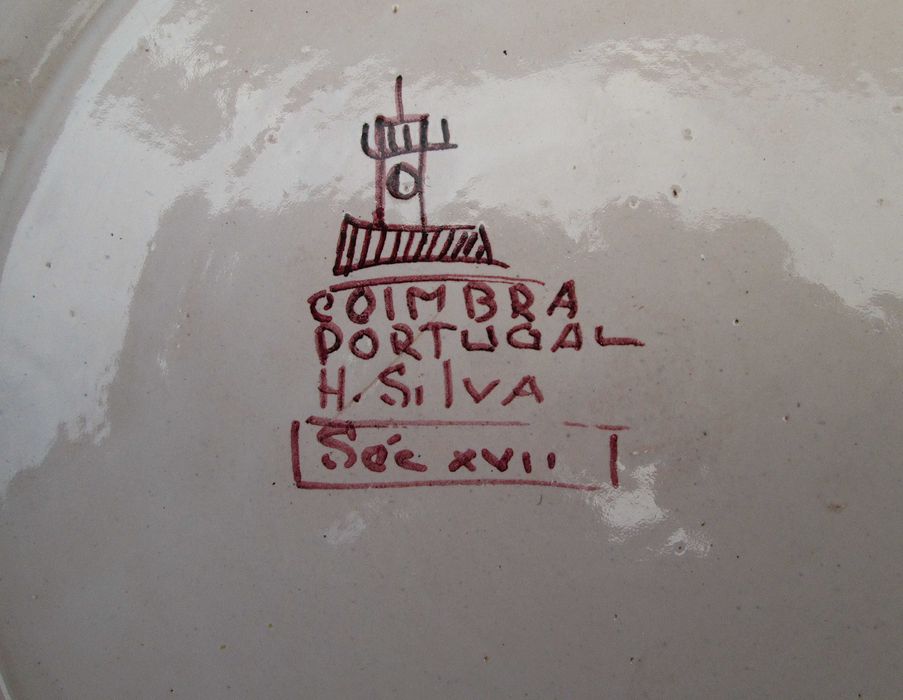 COIMBRA
PORTUGAL
H. Silva
Séc XVII